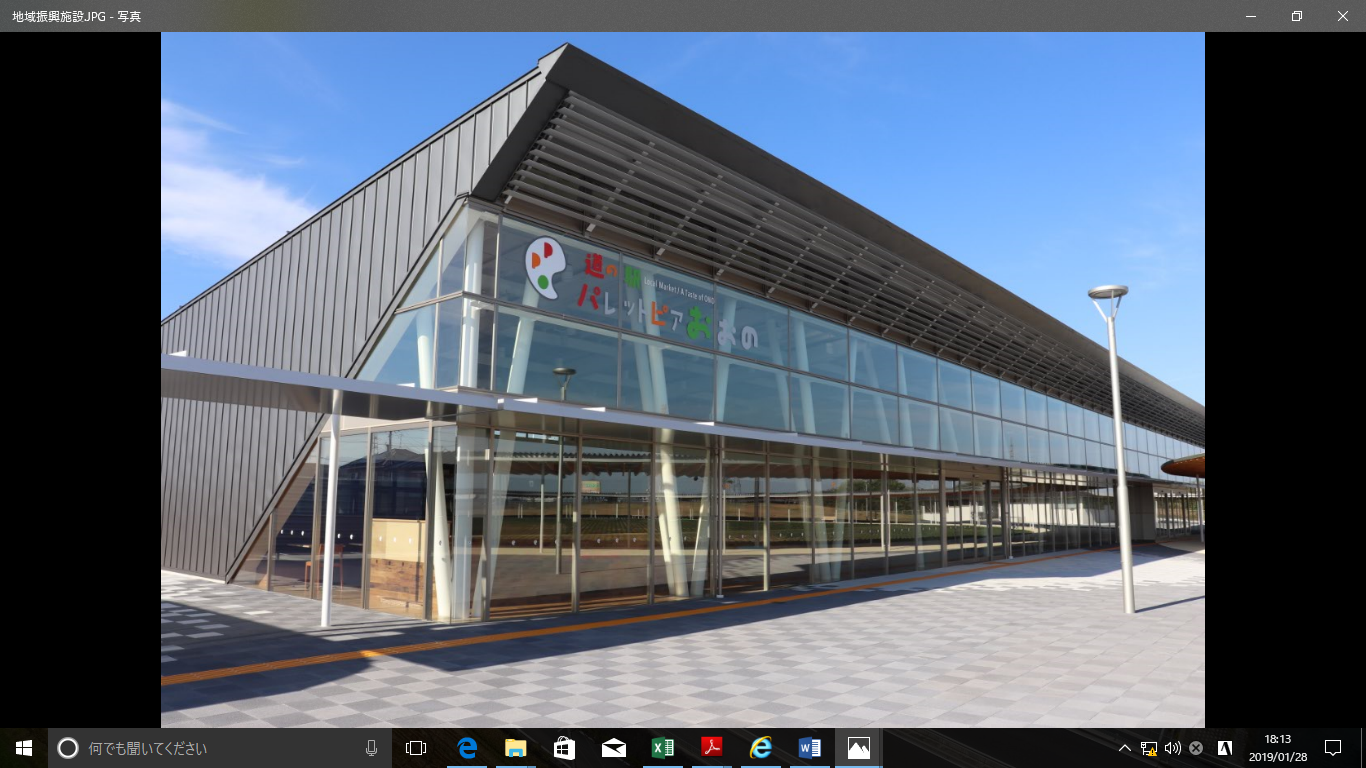 地域振興施設.JPG - 写真
道の駅
Local Market / A Taste of ONO
パレットピアおおの
何でも聞いてください
18:13
2019/01/28